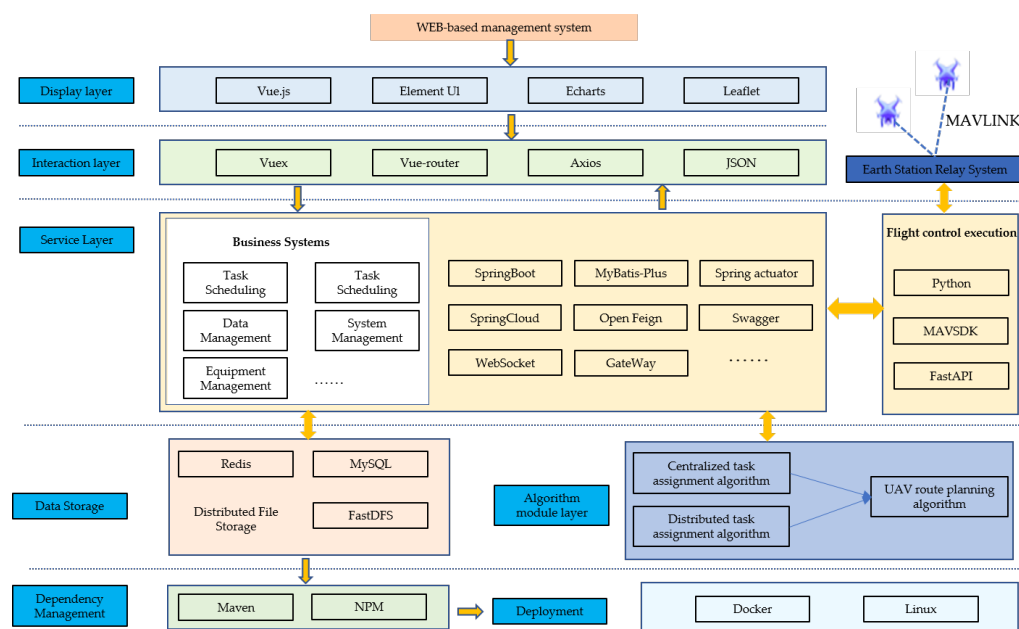 WEB-based management system
Display layer
Vue.js
Element UI
Echarts
Leaflet
MAVLINK
Interaction layer
Vuex
Vue-router
Axios
JSON
Earth Station Relay System
Service Layer
Business Systems
Task
Scheduling
Task
Scheduling
Data
Management
System
Management
Equipment
Management
......
SpringBoot
MyBatis-Plus
Spring actuator
SpringCloud
Open Feign
Swagger
WebSocket
GateWay
......
Flight control execution
Python
MAVSDK
FastAPI
Data Storage
Redis
MySQL
Distributed File
Storage
FastDFS
Algorithm
module layer
Centralized task
assignment algorithm
Distributed task
assignment algorithm
UAV route planning
algorithm
Dependency
Management
Maven
NPM
Deployment
Docker
Linux